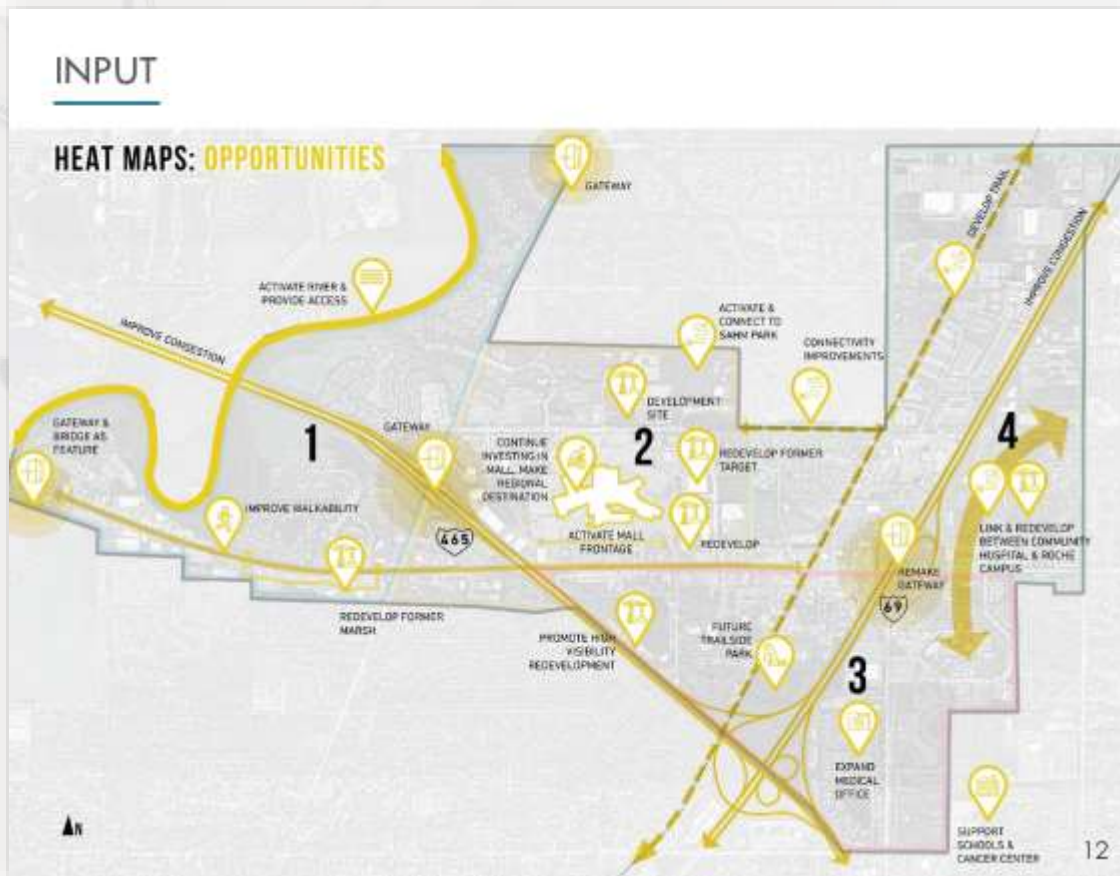 INPUT
HEAT MAPS: OPPORTUNITIES
GATEWAY
DEVELOP TRAIL
IMPROVE CONGESTION
ACTIVATE RIVER &
PROVIDE ACCESS
IMPROVE CONGESTION
ACTIVATE &
CONNECT TO
SAHM PARK
CONNECTIVITY
IMPROVEMENTS
GATEWAY &
BRIDGE AS
FEATURE
1
GATEWAY
CONTINUE
INVESTING IN
MALL, MAKE
REGIONAL
DESTINATION
DEVELOPMENT
SITE
2
REDEVELOP FORMER
TARGET
4
IMPROVE WALKABILITY
465
ACTIVATE MALL
FRONTAGE
REDEVELOP
LINK & REDEVELOP
BETWEEN COMMUNITY
HOSPITAL & ROCHE
CAMPUS
REMAKE
GATEWAY
69
REDEVELOP FORMER
MARSH
PROMOTE HIGH
VISIBILITY
REDEVELOPMENT
FUTURE
TRAILSIDE
PARK
3
EXPAND
MEDICAL
OFFICE
N
SUPPORT
SCHOOLS &
CANCER CENTER
12